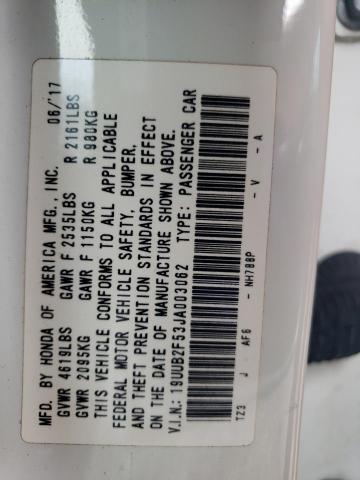 MFD. BY HONDA OF AMERICA MFG., INC. 06/'17
GVWR 4619LBS GAWR F 2535LBS R 2161LBS
GVWR 2095KG GAWR F 1150KG R 980KG
THIS VEHICLE CONFORMS TO ALL APPLICABLE
FEDERAL MOTOR VEHICLE SAFETY, BUMPER,
AND THEFT PREVENTION STANDARDS IN EFFECT
ON THE DATE OF MANUFACTURE SHOWN ABOVE.
V.I.N.: 19UUB2F53JA003062 TYPE: PASSENGER CAR
TZ3 J AF6 - NH788P - V - A